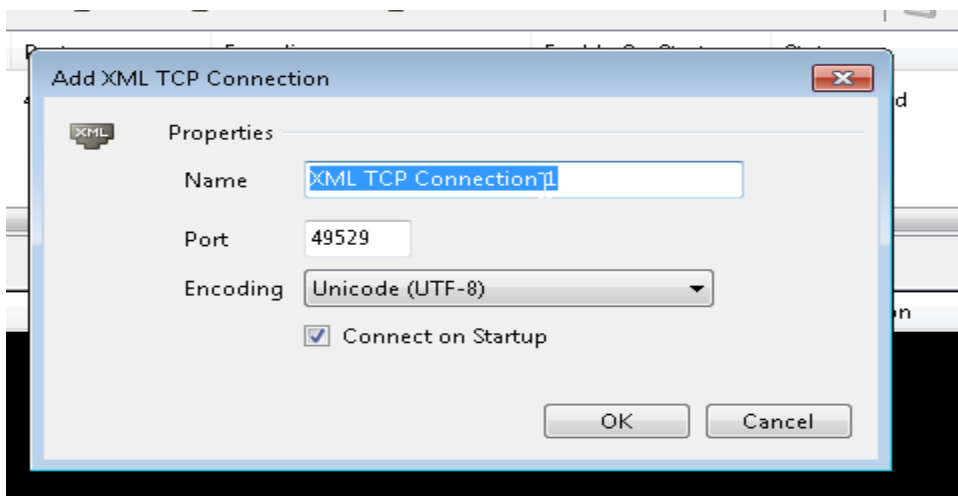 Add XML TCP Connection
XML
Properties
Name
XML TCP Connection 1
Port
49529
Encoding
Unicode (UTF-8)
Connect on Startup
OK
Cancel